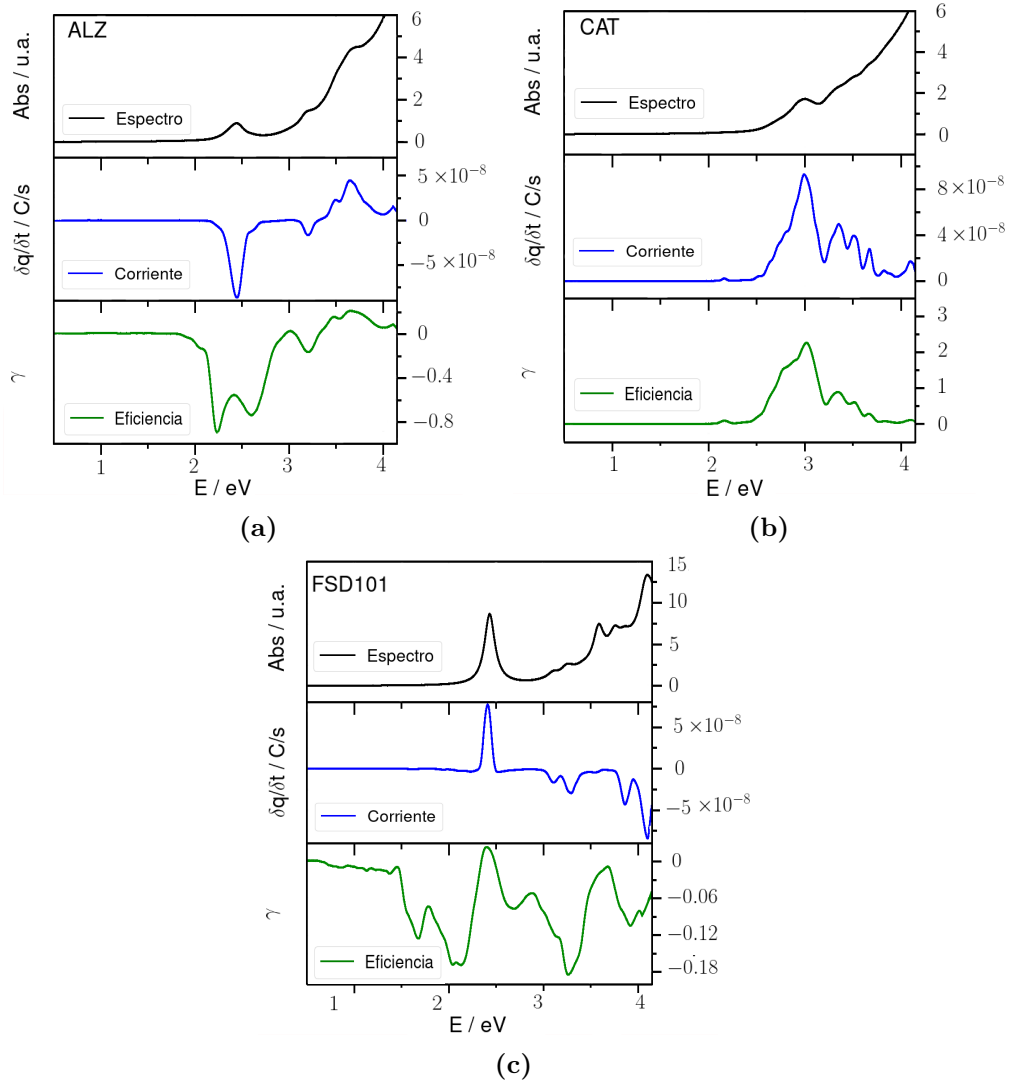 ALZ
Abs / u.a.
Espectro
6
4
2
0
δq/δt / C/s
Corriente
5 ×10⁻⁸
0
−5 ×10⁻⁸
γ
Eficiencia
0
−0.4
−0.8
1 2 3 4
E / eV
(a)
CAT
Abs / u.a.
Espectro
6
4
2
0
δq/δt / C/s
Corriente
8 ×10⁻⁸
4 ×10⁻⁸
0
γ
Eficiencia
3
2
1
0
1 2 3 4
E / eV
(b)
FSD101
Abs / u.a.
Espectro
15
10
5
0
δq/δt / C/s
Corriente
5 ×10⁻⁸
0
−5 ×10⁻⁸
γ
Eficiencia
0
−0.06
−0.12
−0.18
1 2 3 4
E / eV
(c)